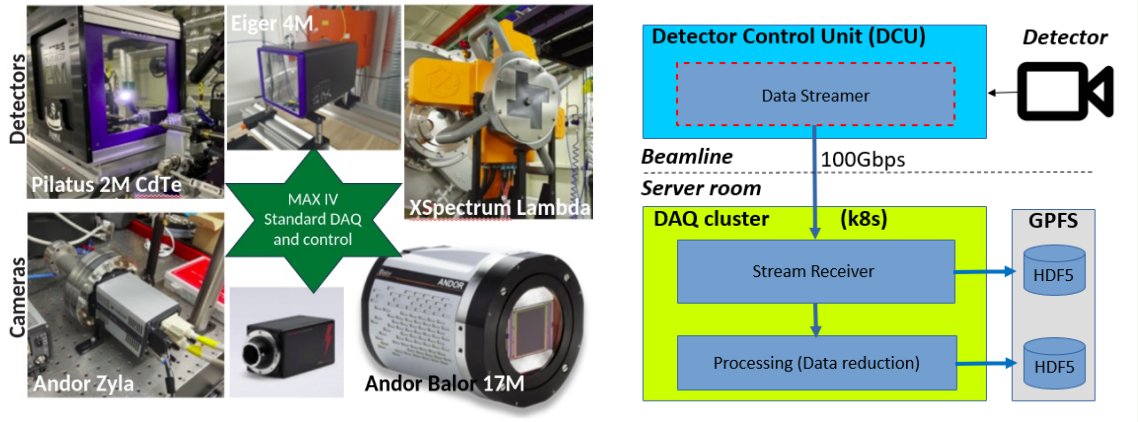 Detectors
Eiger 4M
Pilatus 2M CdTe
XSpectrum Lambda
MAX IV
Standard DAQ
and control
Cameras
Andor Zyla
ANDOR
Andor Balor 17M
Detector Control Unit (DCU)
Detector
Data Streamer
Beamline
100Gbps
Server room
DAQ cluster (k8s)
GPFS
Stream Receiver
HDF5
Processing (Data reduction)
HDF5